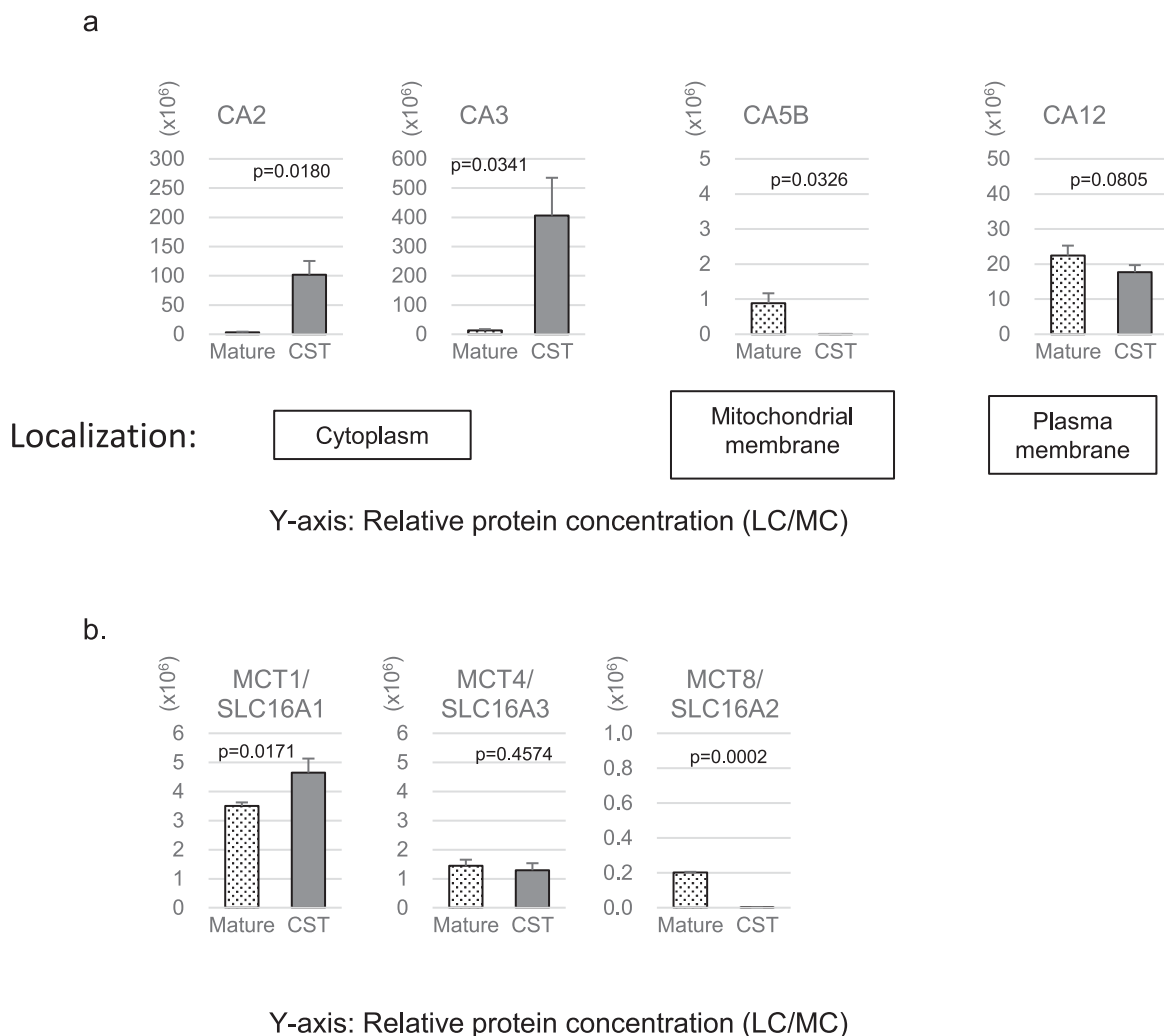 a
(x10⁶) CA2
p=0.0180
300
250
200
150
100
50
0
Mature CST
(x10⁶) CA3
p=0.0341
600
500
400
300
200
100
0
Mature CST
(x10⁶) CA5B
p=0.0326
5
4
3
2
1
0
Mature CST
(x10⁶) CA12
p=0.0805
50
40
30
20
10
0
Mature CST
Localization:
Cytoplasm
Mitochondrial
membrane
Plasma
membrane
Y-axis: Relative protein concentration (LC/MC)
b.
(x10⁶) MCT1/
SLC16A1
p=0.0171
6
5
4
3
2
1
0
Mature CST
(x10⁶) MCT4/
SLC16A3
p=0.4574
6
5
4
3
2
1
0
Mature CST
(x10⁶) MCT8/
SLC16A2
p=0.0002
1.0
0.8
0.6
0.4
0.2
0.0
Mature CST
Y-axis: Relative protein concentration (LC/MC)